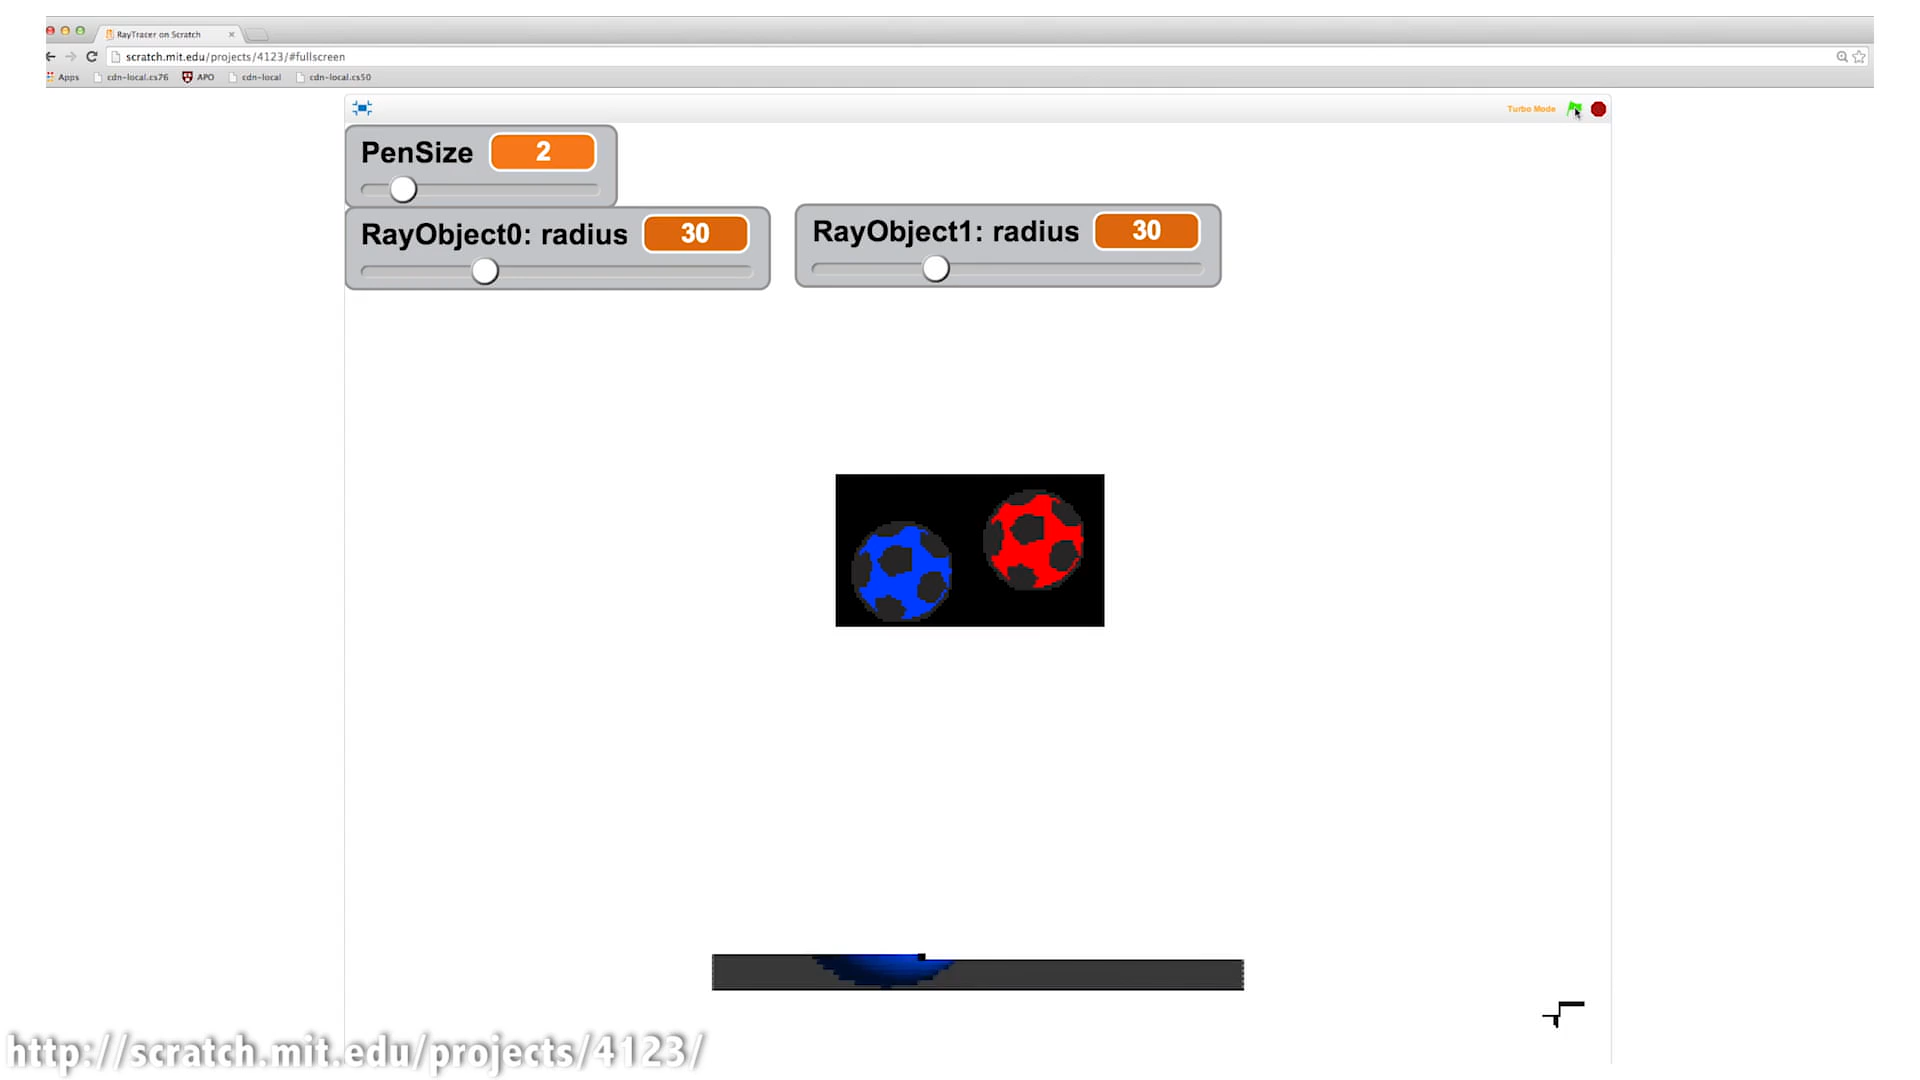 RayTracer on Scratch
scratch.mit.edu/projects/4123/#fullscreen
Apps cdn-local.cs76 APO cdn-local cdn-local.cs50
Turbo Mode
PenSize 2
RayObject0: radius 30
RayObject1: radius 30
http://scratch.mit.edu/projects/4123/